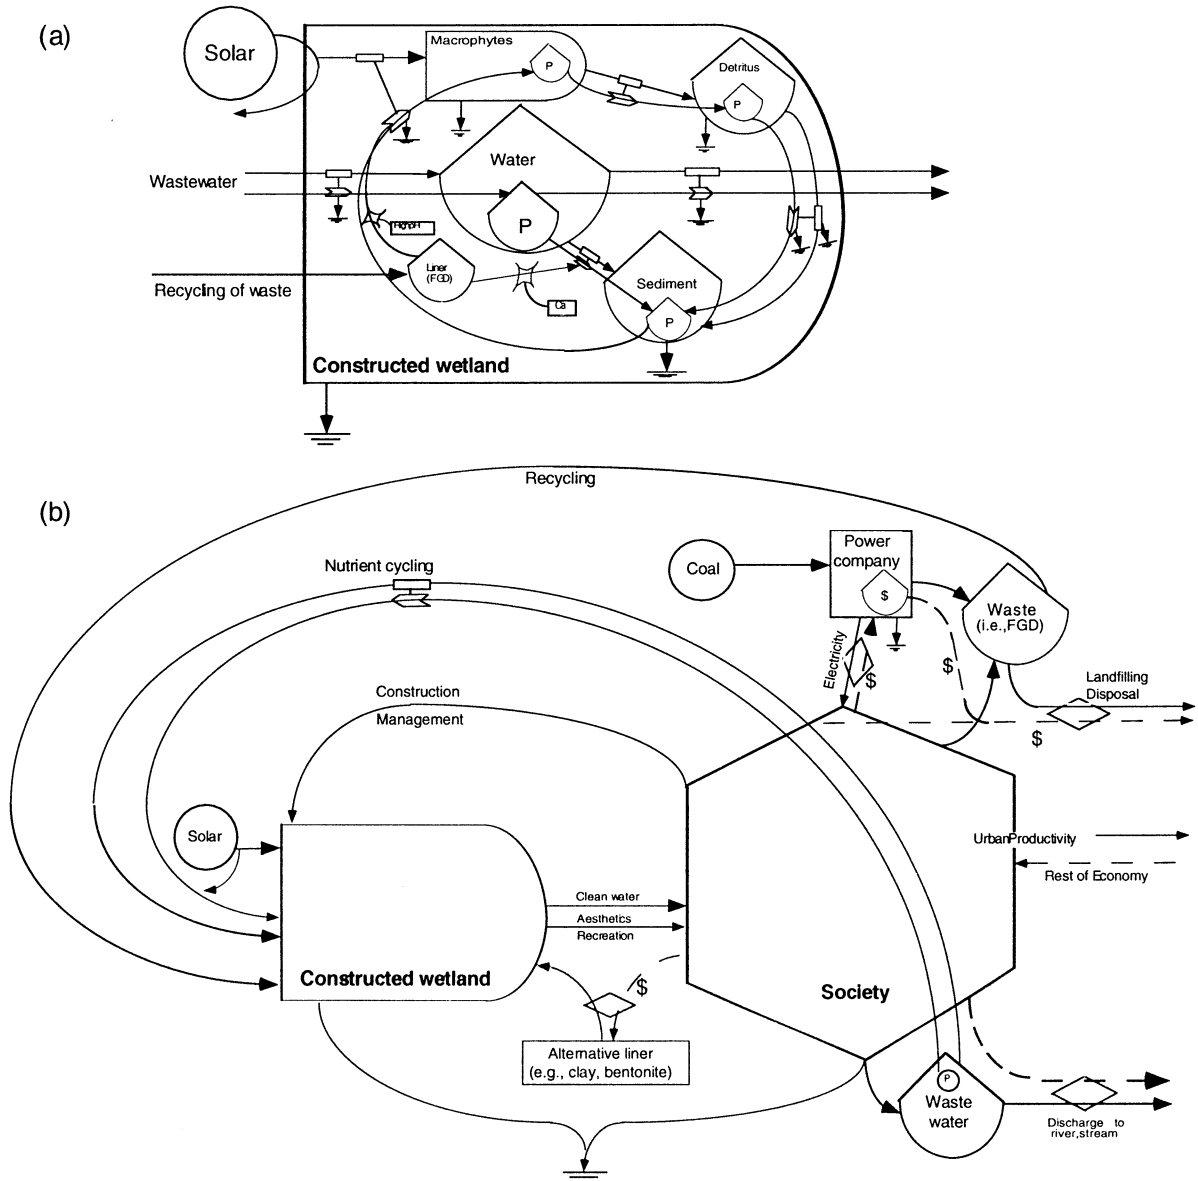 (a)
Solar
Macrophytes
P
Detritus
P
Water
Wastewater
P
High pH
Liner
(FGD)
Sediment
Recycling of waste
Ca
P
Constructed wetland
Recycling
(b)
Power
company
Nutrient cycling
Coal
$
Waste
(i.e.,FGD)
Electricity
$
$
Landfilling
Disposal
Construction
Management
$
Solar
UrbanProductivity
Rest of Economy
Clean water
Aesthetics
Recreation
Constructed wetland
$
Society
Alternative liner
(e.g., clay, bentonite)
P
Waste
water
Discharge to
river,stream